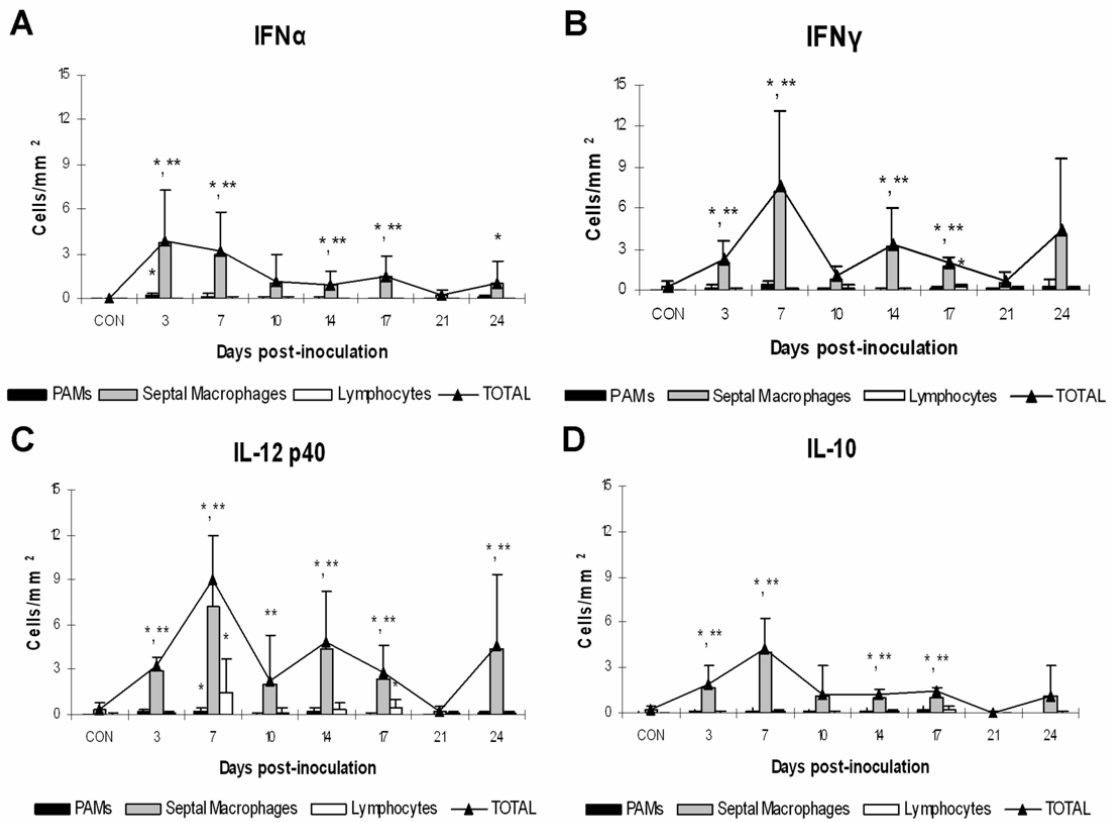 A
IFNα
15
12
9
6
3
0
Cells/mm 2
*,**
*
*,**
*,**
*,**
*
CON 3 7 10 14 17 21 24
Days post-inoculation
PAMs Septal Macrophages Lymphocytes TOTAL
B
IFNγ
15
12
9
6
3
0
Cells/mm 2
*,**
*,**
*,**
*,**
*
CON 3 7 10 14 17 21 24
Days post-inoculation
PAMs Septal Macrophages Lymphocytes TOTAL
C
IL-12 p40
15
12
9
6
3
0
Cells/mm 2
*,**
*,**
*
*
**
*,**
*,**
*
*,**
CON 3 7 10 14 17 21 24
Days post-inoculation
PAMs Septal Macrophages Lymphocytes TOTAL
D
IL-10
15
12
9
6
3
0
Cells/mm 2
*,**
*,**
*,**
*,**
CON 3 7 10 14 17 21 24
Days post-inoculation
PAMs Septal Macrophages Lymphocytes TOTAL